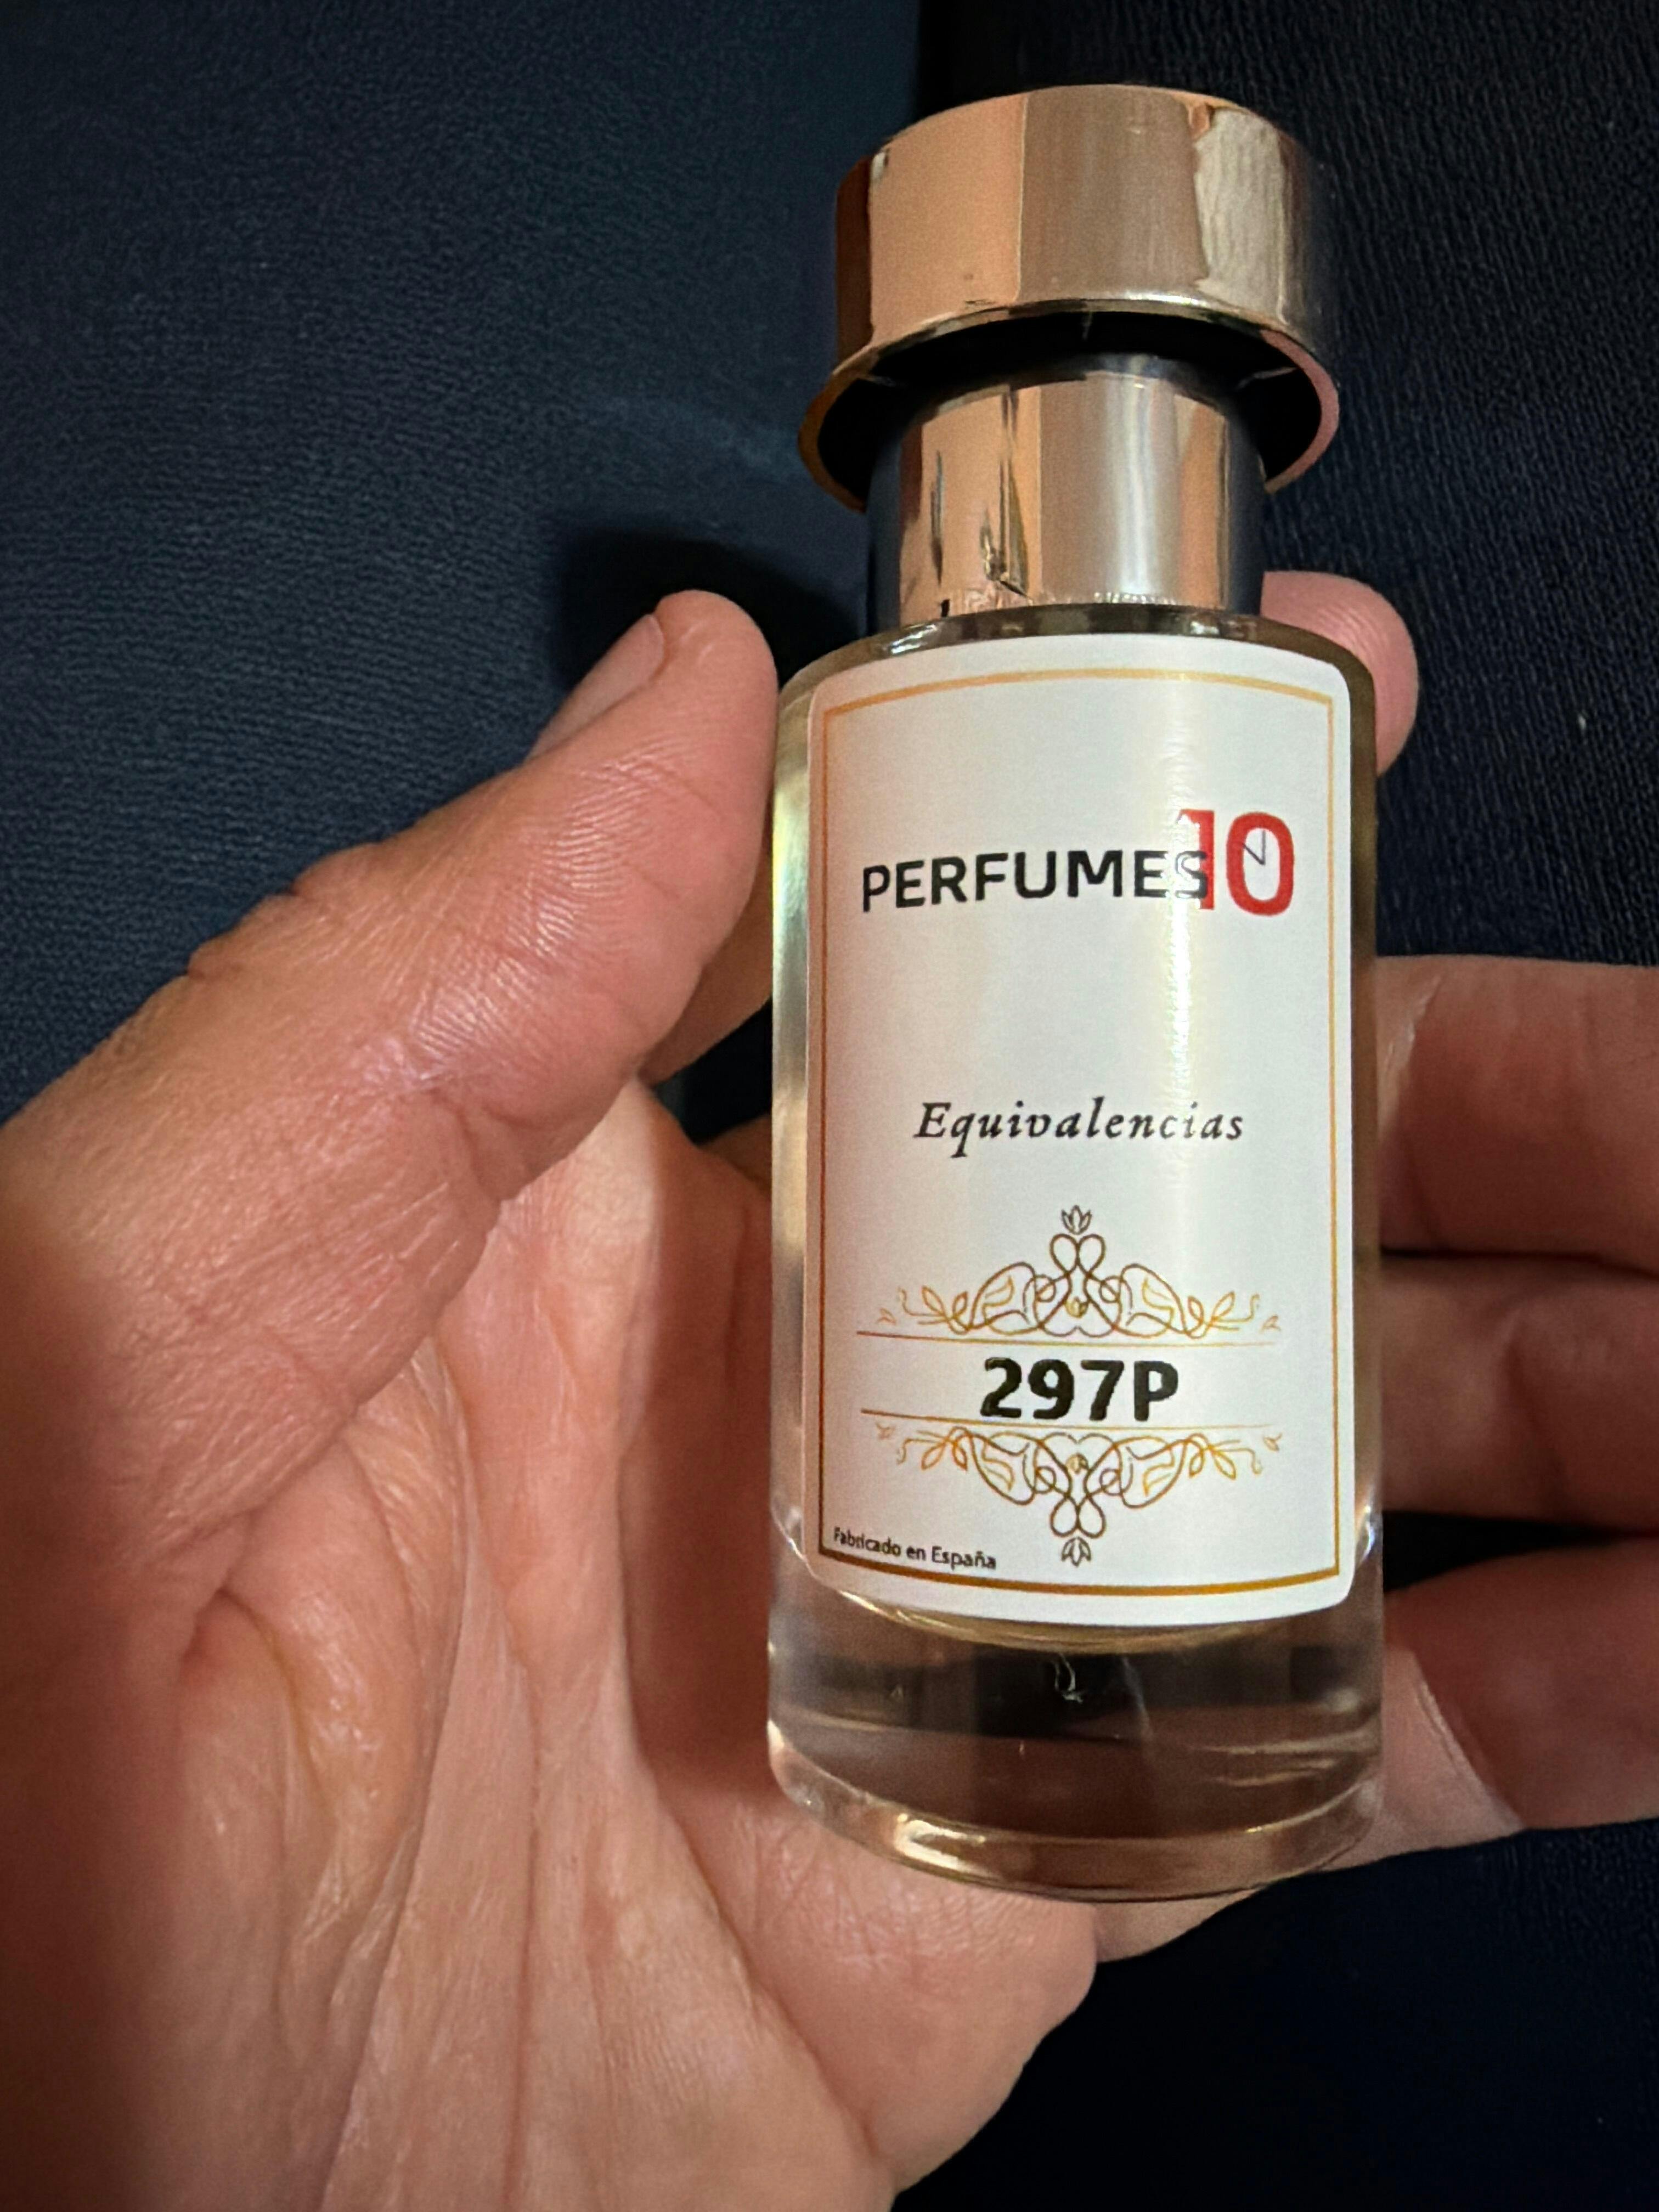 PERFUMES10
Equivalencias
297P
Fabricado en España